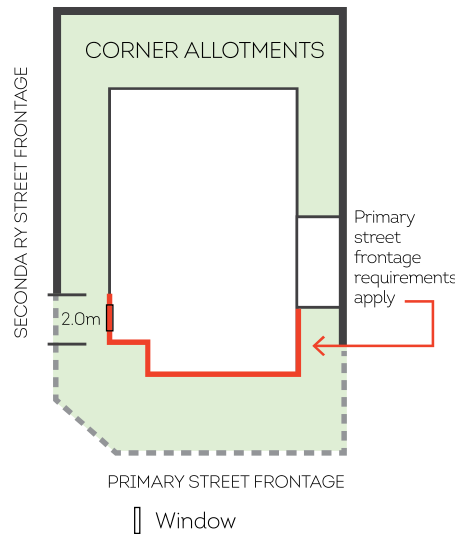 CORNER ALLOTMENTS
SECONDA RY STREET FRONTAGE
Primary
street
frontage
requirements
apply
2.0m
PRIMARY STREET FRONTAGE
Window